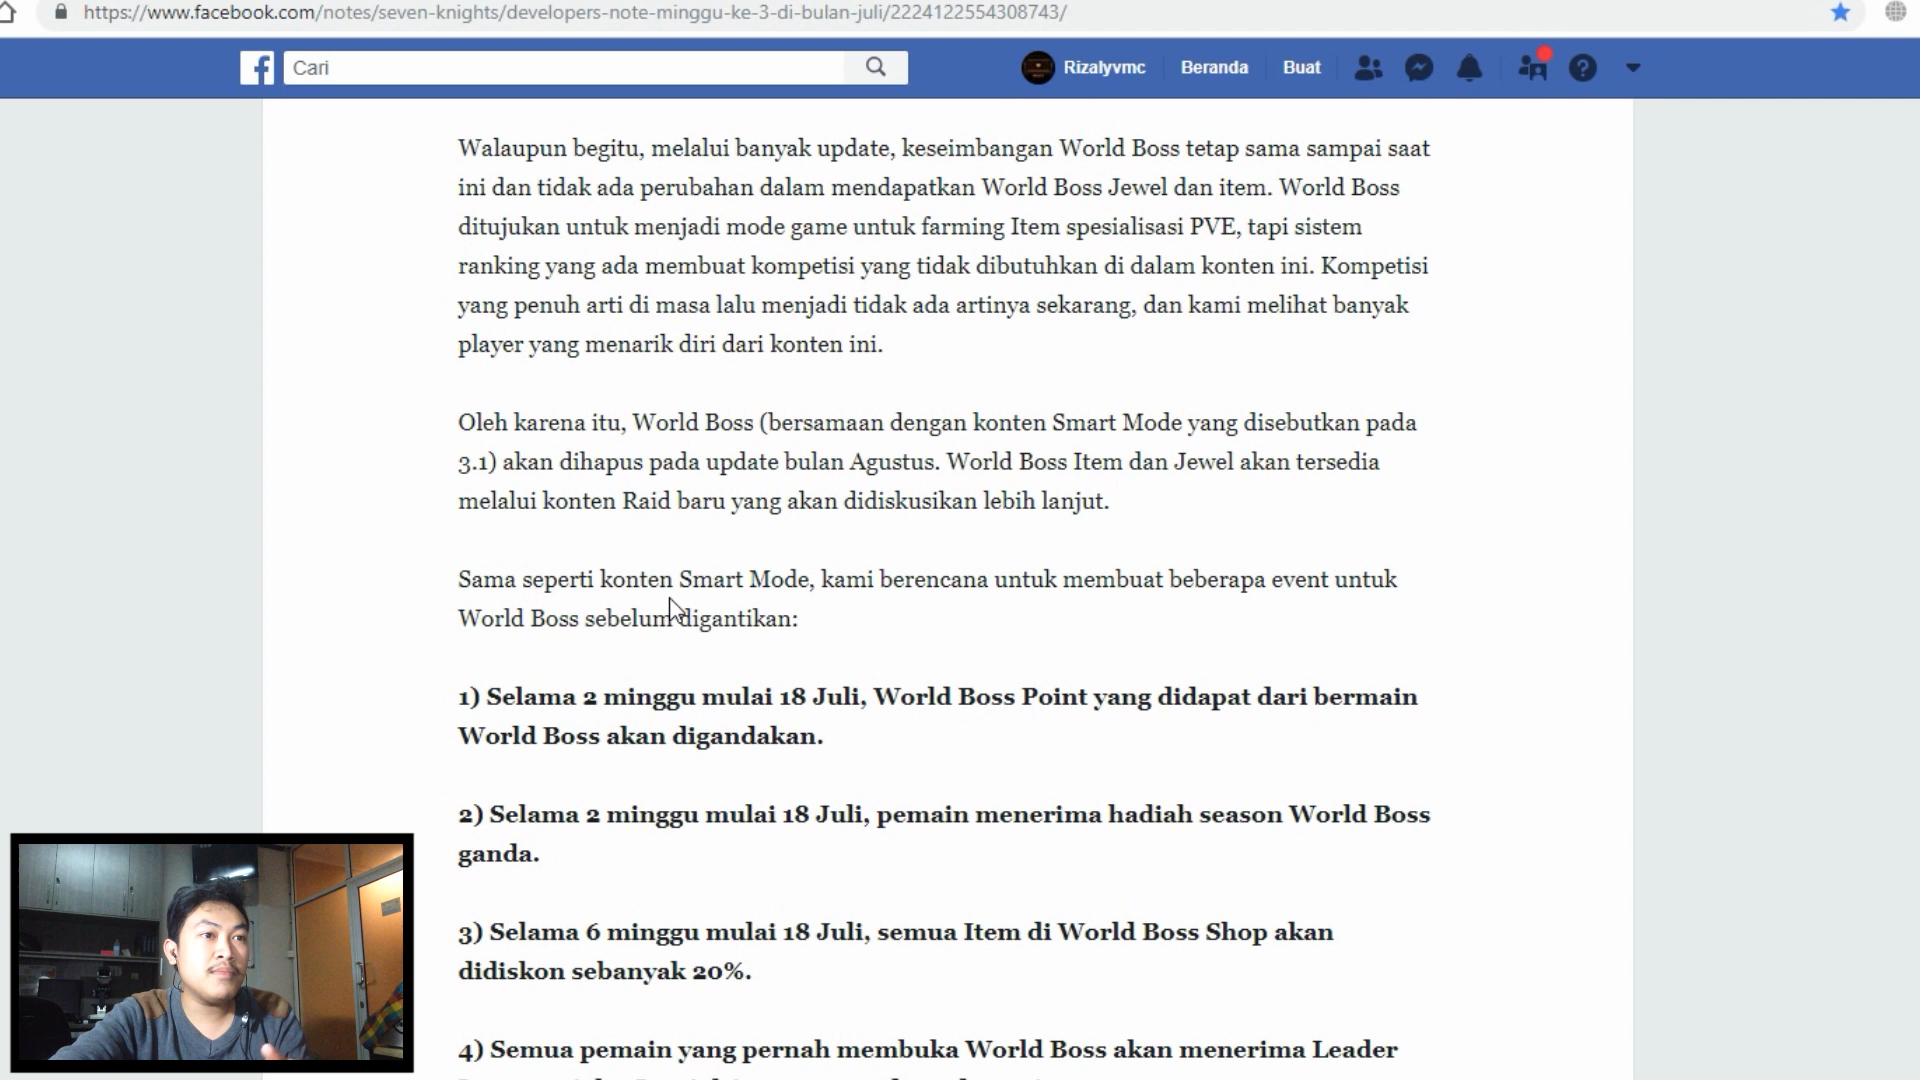 https://www.facebook.com/notes/seven-knights/developers-note-minggu-ke-3-di-bulan-juli/2224122554308743/
Cari
Rizalyvmc
Beranda
Buat
Walaupun begitu, melalui banyak update, keseimbangan World Boss tetap sama sampai saat
ini dan tidak ada perubahan dalam mendapatkan World Boss Jewel dan item. World Boss
ditujukan untuk menjadi mode game untuk farming Item spesialisasi PVE, tapi sistem
ranking yang ada membuat kompetisi yang tidak dibutuhkan di dalam konten ini. Kompetisi
yang penuh arti di masa lalu menjadi tidak ada artinya sekarang, dan kami melihat banyak
player yang menarik diri dari konten ini.
Oleh karena itu, World Boss (bersamaan dengan konten Smart Mode yang disebutkan pada
3.1) akan dihapus pada update bulan Agustus. World Boss Item dan Jewel akan tersedia
melalui konten Raid baru yang akan didiskusikan lebih lanjut.
Sama seperti konten Smart Mode, kami berencana untuk membuat beberapa event untuk
World Boss sebelum digantikan:
1) Selama 2 minggu mulai 18 Juli, World Boss Point yang didapat dari bermain
World Boss akan digandakan.
2) Selama 2 minggu mulai 18 Juli, pemain menerima hadiah season World Boss
ganda.
3) Selama 6 minggu mulai 18 Juli, semua Item di World Boss Shop akan
didiskon sebanyak 20%.
4) Semua pemain yang pernah membuka World Boss akan menerima Leader